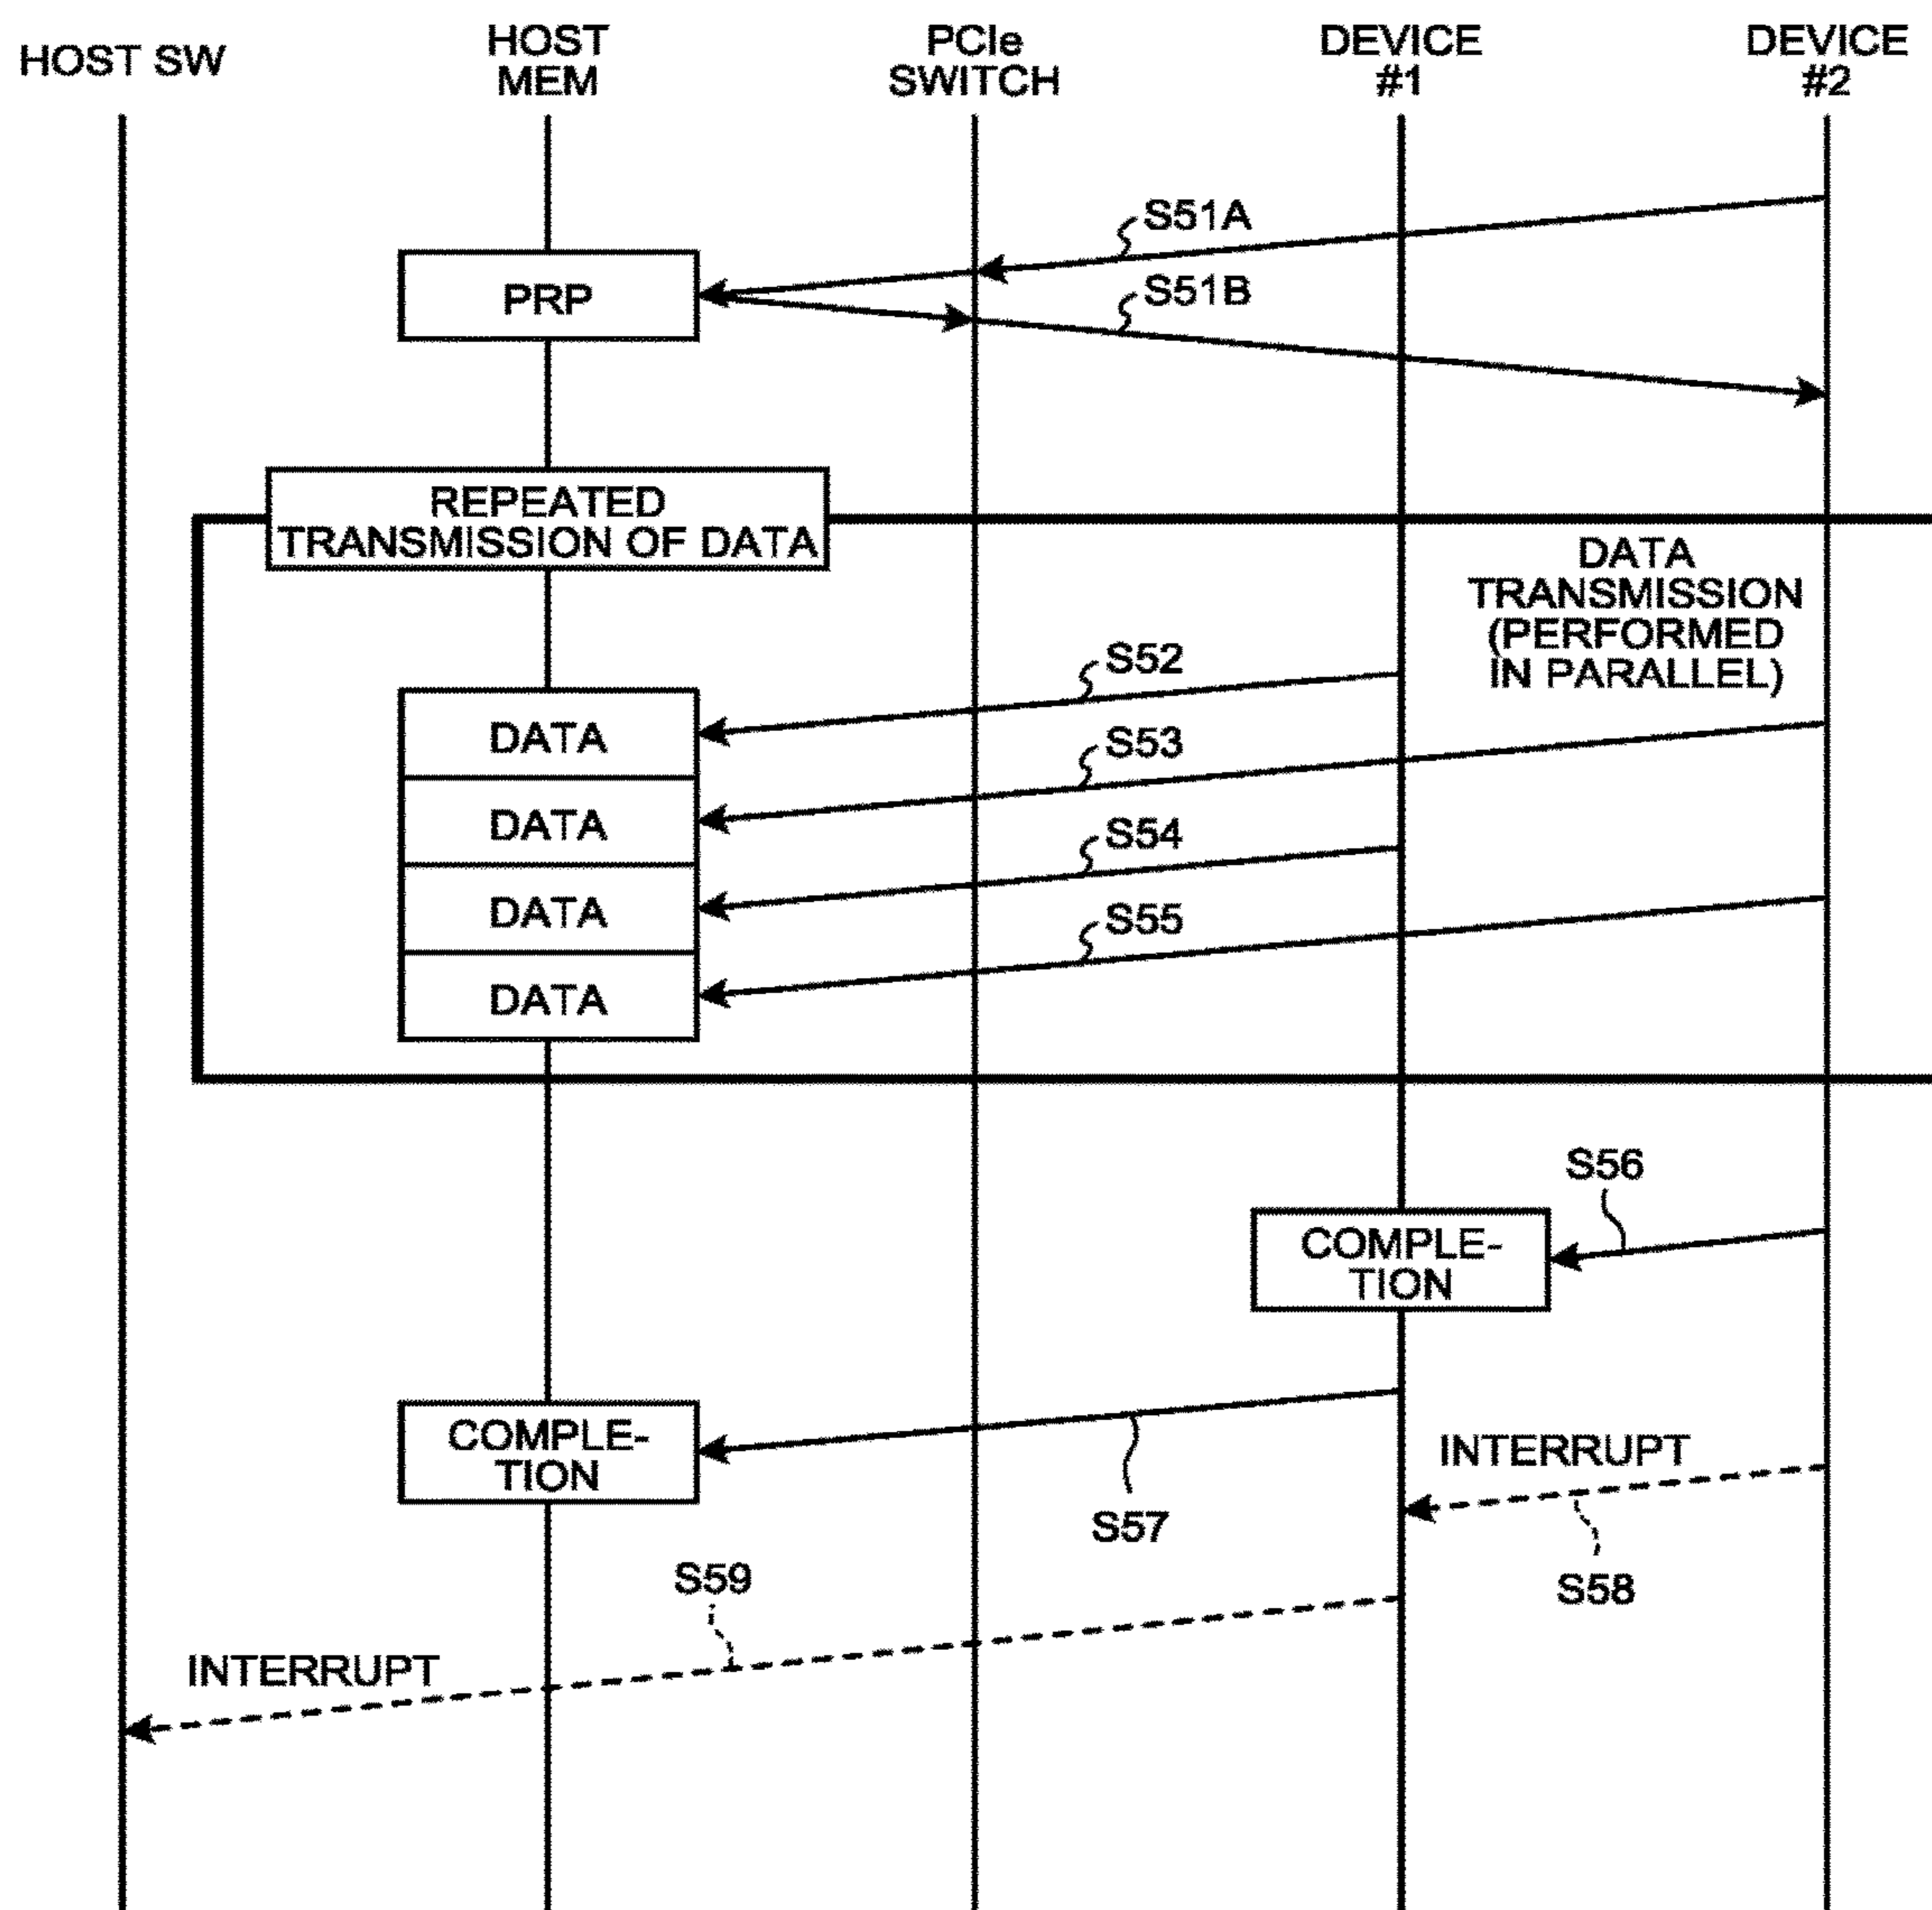 HOST SW
HOST
MEM
PCIe
SWITCH
DEVICE
#1
DEVICE
#2
S51A
PRP
S51B
REPEATED
TRANSMISSION OF DATA
DATA
TRANSMISSION
(PERFORMED
IN PARALLEL)
S52
DATA
S53
DATA
S54
DATA
S55
DATA
S56
COMPLE-
TION
COMPLE-
TION
S57
INTERRUPT
S58
S59
INTERRUPT